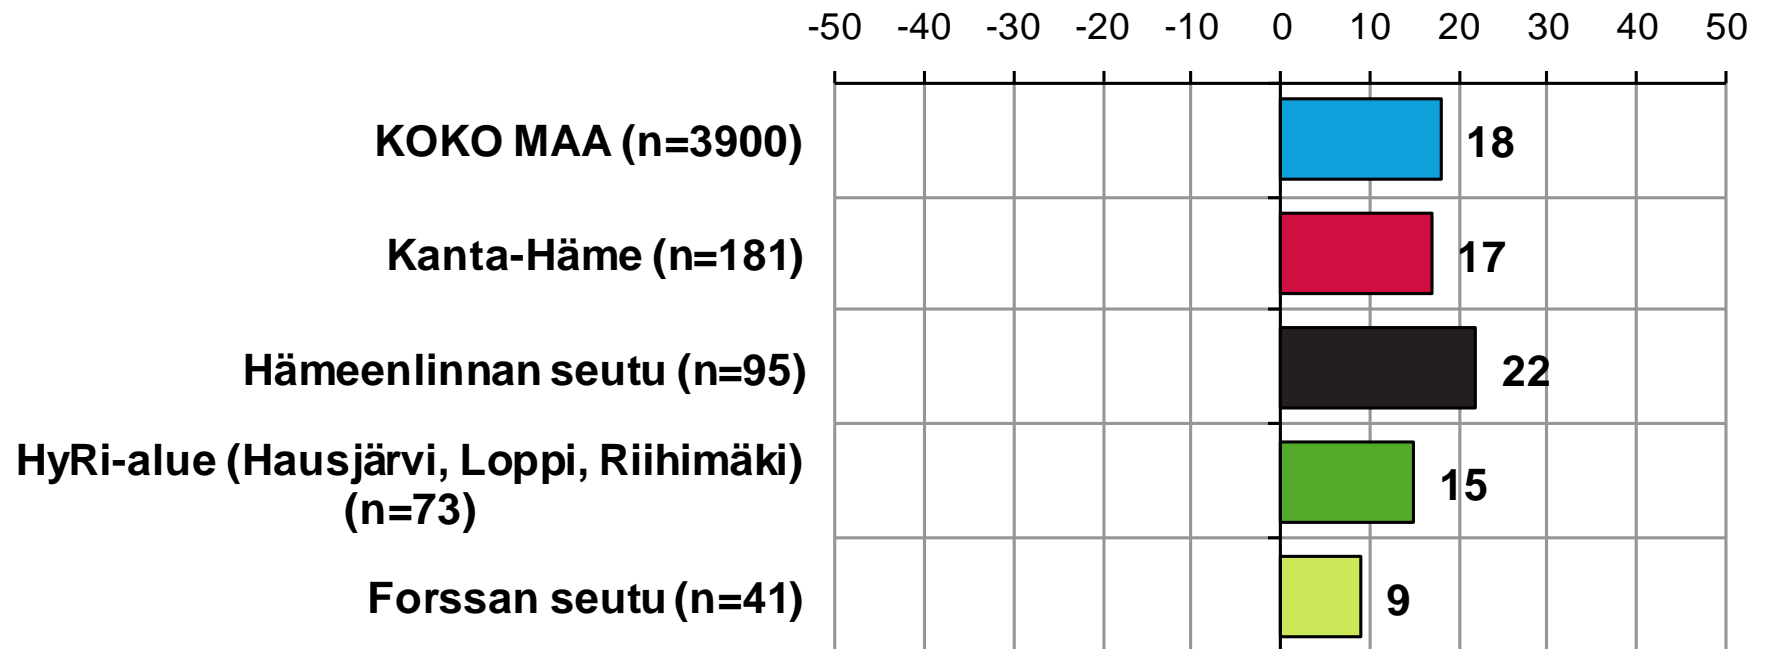 -50 -40 -30 -20 -10 0 10 20 30 40 50
KOKO MAA (n=3900) 18
Kanta-Häme (n=181) 17
Hämeenlinnan seutu (n=95) 22
HyRi-alue (Hausjärvi, Loppi, Riihimäki)
(n=73) 15
Forssan seutu (n=41) 9